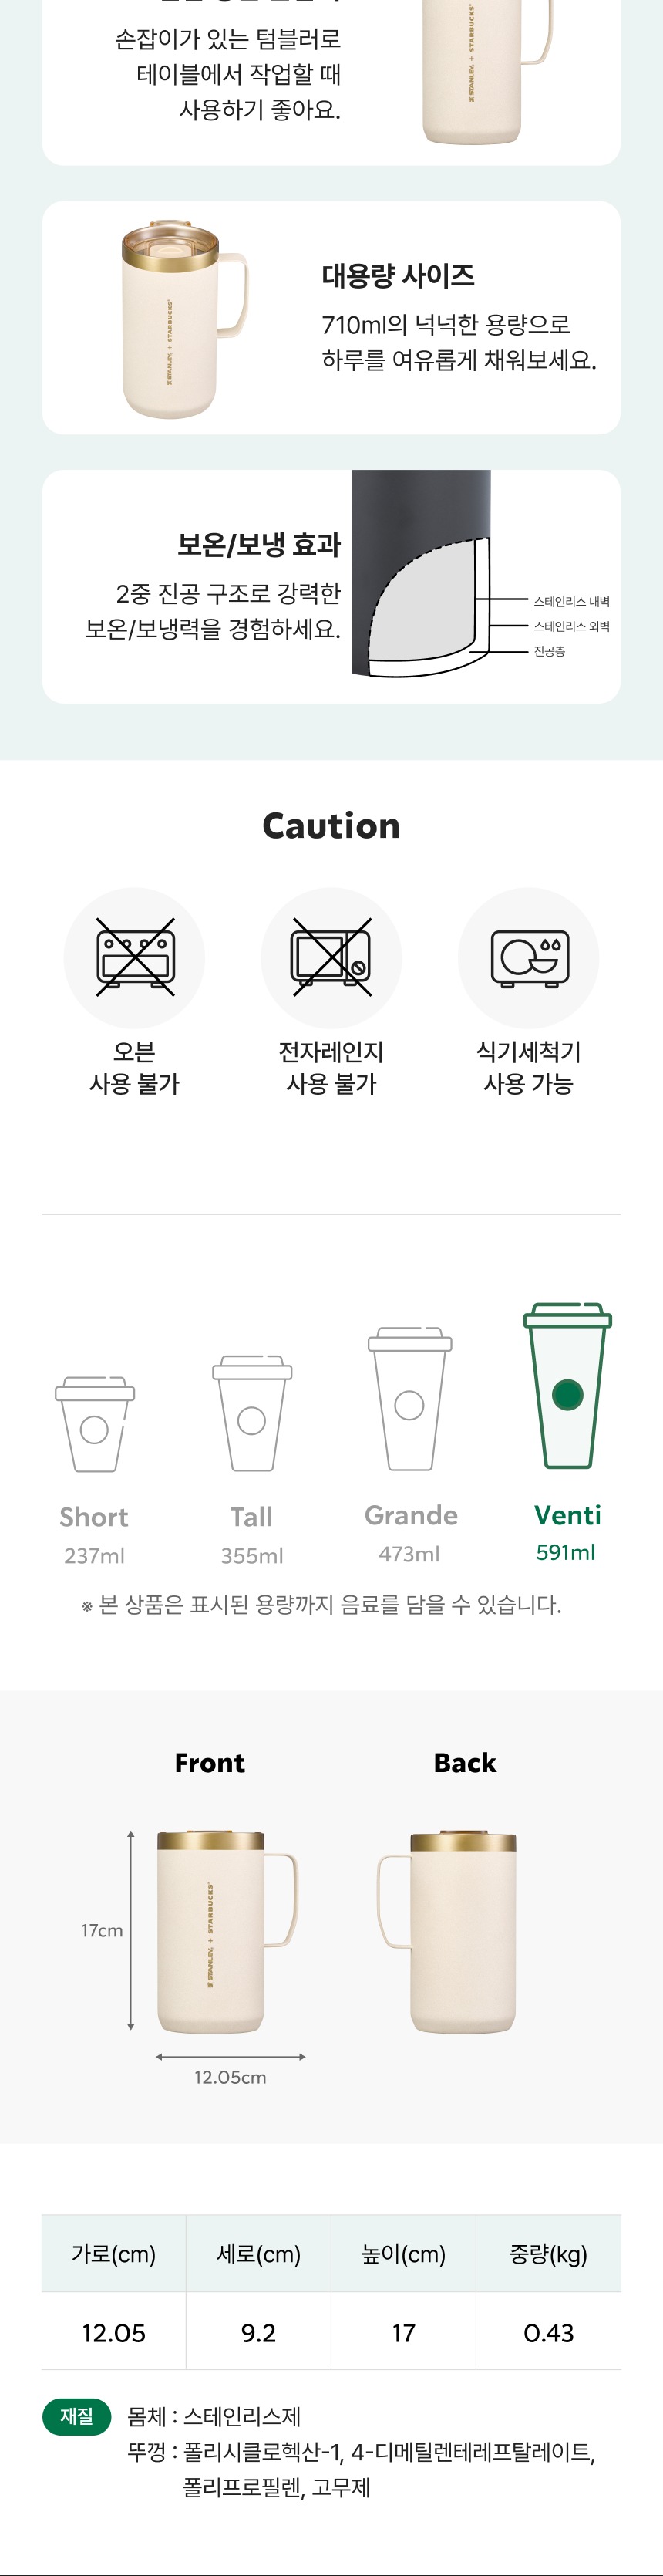 손잡이가 있는 텀블러로
테이블에서 작업할 때
사용하기 좋아요.
STANLEY. + STARBUCKS®
대용량 사이즈
710ml의 넉넉한 용량으로
하루를 여유롭게 채워보세요.
STANLEY. + STARBUCKS®
보온/보냉 효과
2중 진공 구조로 강력한
보온/보냉력을 경험하세요.
스테인리스 내벽
스테인리스 외벽
진공층
Caution
오븐
사용 불가
전자레인지
사용 불가
식기세척기
사용 가능
Short
237ml
Tall
355ml
Grande
473ml
Venti
591ml
※ 본 상품은 표시된 용량까지 음료를 담을 수 있습니다.
Front
Back
17cm
STANLEY. + STARBUCKS®
12.05cm
가로(cm) 세로(cm) 높이(cm) 중량(kg)
12.05 9.2 17 0.43
재질 몸체 : 스테인리스제
뚜껑 : 폴리시클로헥산-1, 4-디메틸렌테레프탈레이트,
폴리프로필렌, 고무제